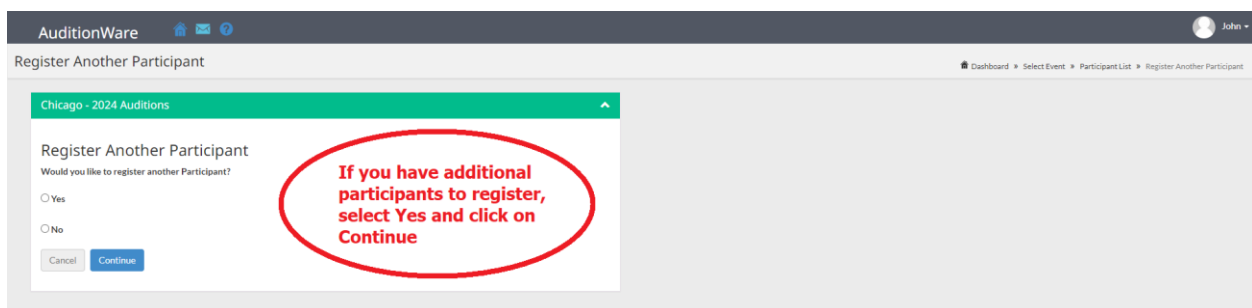 AuditionWare
John
Register Another Participant
Dashboard » Select Event » Participant List » Register Another Participant
Chicago - 2024 Auditions
Register Another Participant
Would you like to register another Participant?
Yes
No
Cancel Continue
If you have additional
participants to register,
select Yes and click on
Continue